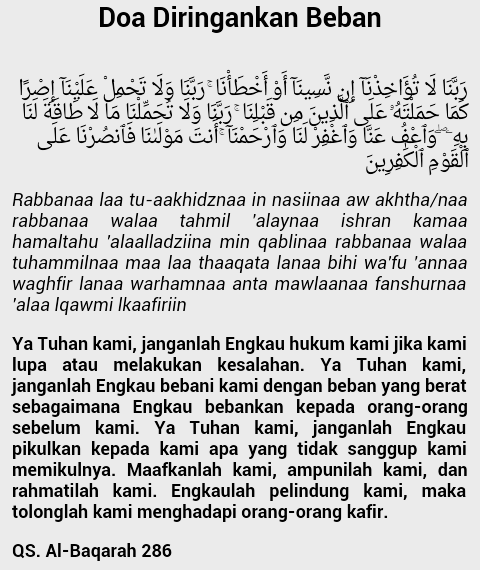 Doa Diringankan Beban
رَبَّنَا لَا تُؤَاخِذْنَآ إِن نَّسِينَآ أَوْ أَخْطَأْنَا ۚ رَبَّنَا وَلَا تَحْمِلْ عَلَيْنَآ إِصْرًا
كَمَا حَمَلْتَهُۥ عَلَى ٱلَّذِينَ مِن قَبْلِنَا ۚ رَبَّنَا وَلَا تُحَمِّلْنَا مَا لَا طَاقَةَ لَنَا
بِهِۦ ۖ وَٱعْفُ عَنَّا وَٱغْفِرْ لَنَا وَٱرْحَمْنَآ ۚ أَنتَ مَوْلَىٰنَا فَٱنصُرْنَا عَلَى
ٱلْقَوْمِ ٱلْكَٰفِرِينَ
Rabbanaa laa tu-aakhidznaa in nasiinaa aw akhtha/naa
rabbanaa walaa tahmil 'alaynaa ishran kamaa
hamaltahu 'alaalladziina min qablinaa rabbanaa walaa
tuhammilnaa maa laa thaaqata lanaa bihi wa'fu 'annaa
waghfir lanaa warhamnaa anta mawlaanaa fanshurnaa
'alaa lqawmi lkaafiriin
Ya Tuhan kami, janganlah Engkau hukum kami jika kami
lupa atau melakukan kesalahan. Ya Tuhan kami,
janganlah Engkau bebani kami dengan beban yang berat
sebagaimana Engkau bebankan kepada orang-orang
sebelum kami. Ya Tuhan kami, janganlah Engkau
pikulkan kepada kami apa yang tidak sanggup kami
memikulnya. Maafkanlah kami, ampunilah kami, dan
rahmatilah kami. Engkaulah pelindung kami, maka
tolonglah kami menghadapi orang-orang kafir.
QS. Al-Baqarah 286